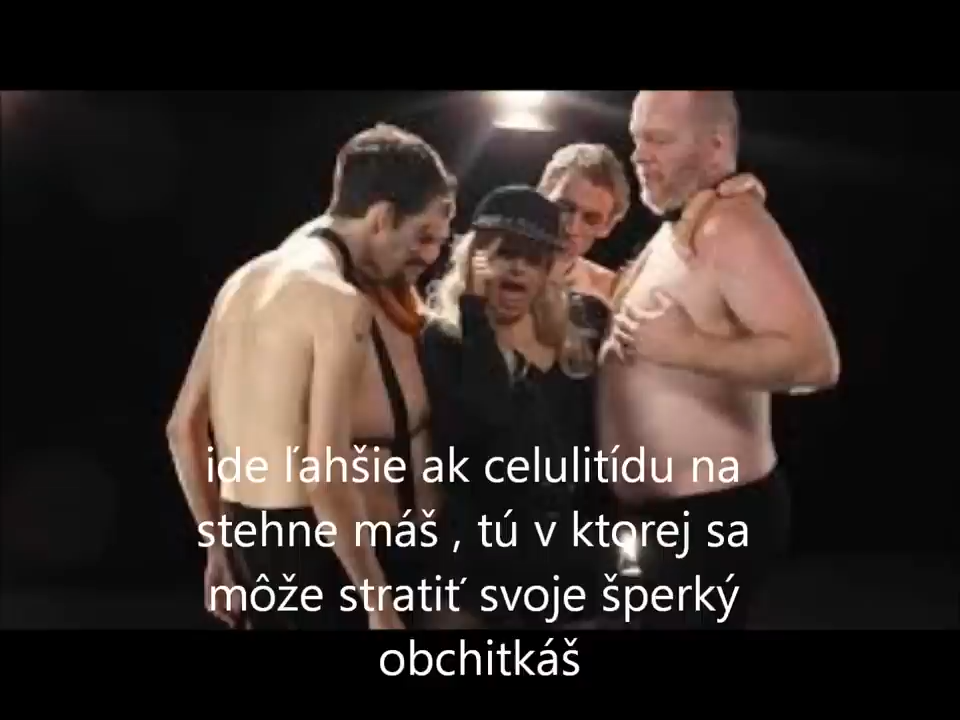 ide ľahšie ak celulitídu na
stehne máš , tú v ktorej sa
môže stratiť svoje šperký
obchitkáš